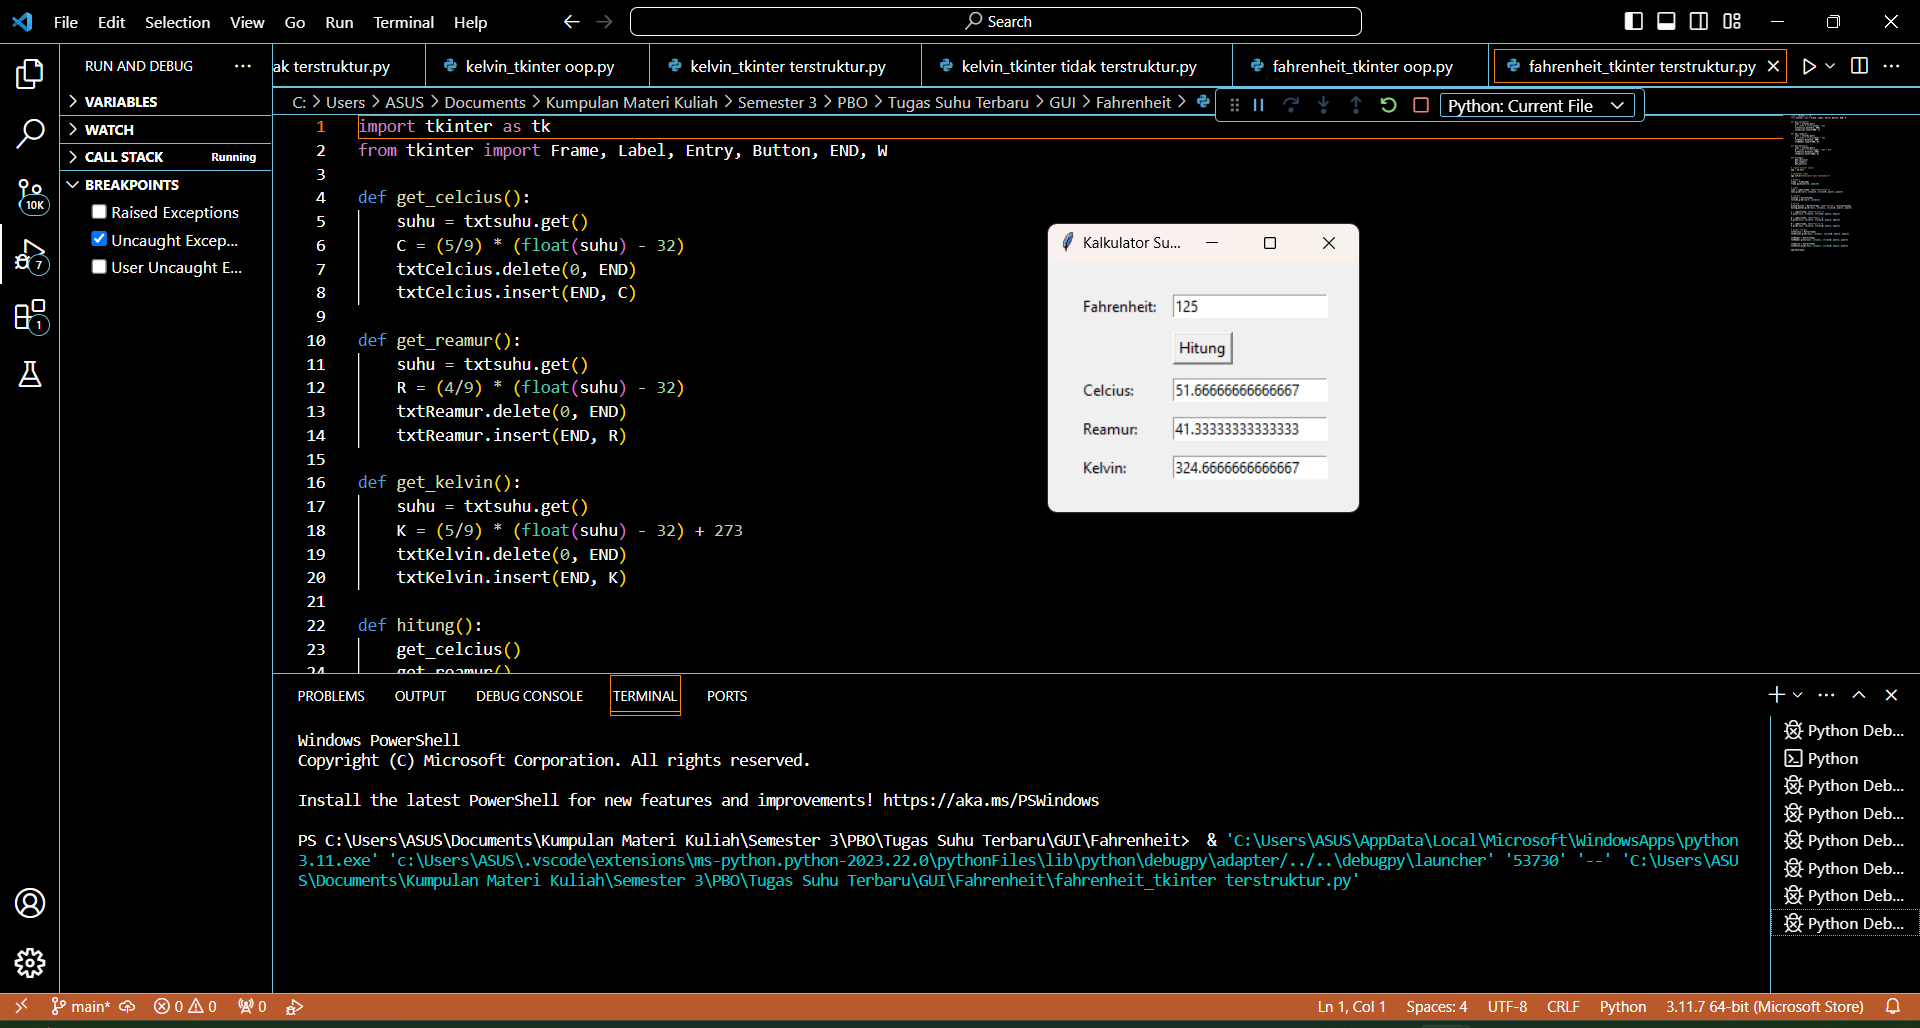 File Edit Selection View Go Run Terminal Help Search
RUN AND DEBUG
ak terstruktur.py kelvin_tkinter oop.py kelvin_tkinter terstruktur.py kelvin_tkinter tidak terstruktur.py fahrenheit_tkinter oop.py fahrenheit_tkinter terstruktur.py
C: > Users > ASUS > Documents > Kumpulan Materi Kuliah > Semester 3 > PBO > Tugas Suhu Terbaru > GUI > Fahrenheit >
Python: Current File
VARIABLES
WATCH
CALL STACK Running
BREAKPOINTS
Raised Exceptions
Uncaught Excep...
User Uncaught E...
10K
7
1
1 import tkinter as tk
2 from tkinter import Frame, Label, Entry, Button, END, W
3
4 def get_celcius():
5 suhu = txtsuhu.get()
6 C = (5/9) * (float(suhu) - 32)
7 txtCelcius.delete(0, END)
8 txtCelcius.insert(END, C)
9
10 def get_reamur():
11 suhu = txtsuhu.get()
12 R = (4/9) * (float(suhu) - 32)
13 txtReamur.delete(0, END)
14 txtReamur.insert(END, R)
15
16 def get_kelvin():
17 suhu = txtsuhu.get()
18 K = (5/9) * (float(suhu) - 32) + 273
19 txtKelvin.delete(0, END)
20 txtKelvin.insert(END, K)
21
22 def hitung():
23 get_celcius()
24 get_reamur()
Kalkulator Su...
Fahrenheit: 125
Hitung
Celcius: 51.66666666666667
Reamur: 41.33333333333333
Kelvin: 324.6666666666667
PROBLEMS OUTPUT DEBUG CONSOLE TERMINAL PORTS
Windows PowerShell
Copyright (C) Microsoft Corporation. All rights reserved.
Install the latest PowerShell for new features and improvements! https://aka.ms/PSWindows
PS C:\Users\ASUS\Documents\Kumpulan Materi Kuliah\Semester 3\PBO\Tugas Suhu Terbaru\GUI\Fahrenheit> & 'C:\Users\ASUS\AppData\Local\Microsoft\WindowsApps\python
3.11.exe' 'c:\Users\ASUS\.vscode\extensions\ms-python.python-2023.22.0\pythonFiles\lib\python\debugpy\adapter/../..\debugpy\launcher' '53730' '--' 'C:\Users\ASU
S\Documents\Kumpulan Materi Kuliah\Semester 3\PBO\Tugas Suhu Terbaru\GUI\Fahrenheit\fahrenheit_tkinter terstruktur.py'
Python Deb...
Python
Python Deb...
Python Deb...
Python Deb...
Python Deb...
Python Deb...
Python Deb...
main* 0 0 0 Ln 1, Col 1 Spaces: 4 UTF-8 CRLF Python 3.11.7 64-bit (Microsoft Store)